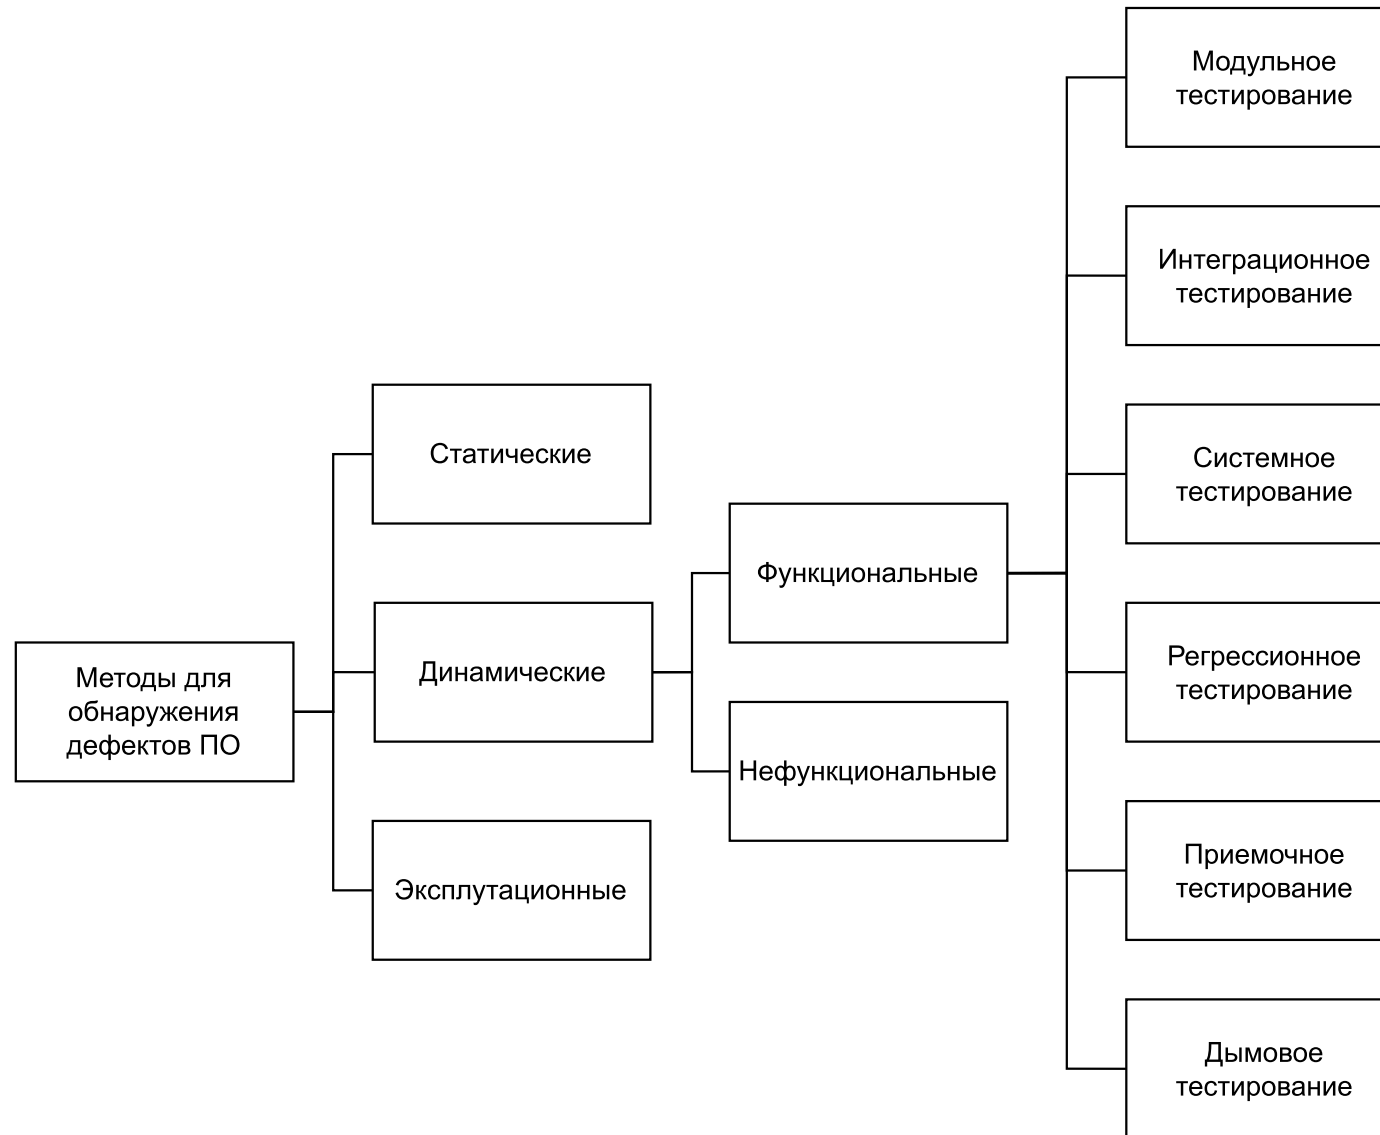 Методы для
обнаружения
дефектов ПО
Статические
Динамические
Эксплутационные
Функциональные
Нефункциональные
Модульное
тестирование
Интеграционное
тестирование
Системное
тестирование
Регрессионное
тестирование
Приемочное
тестирование
Дымовое
тестирование